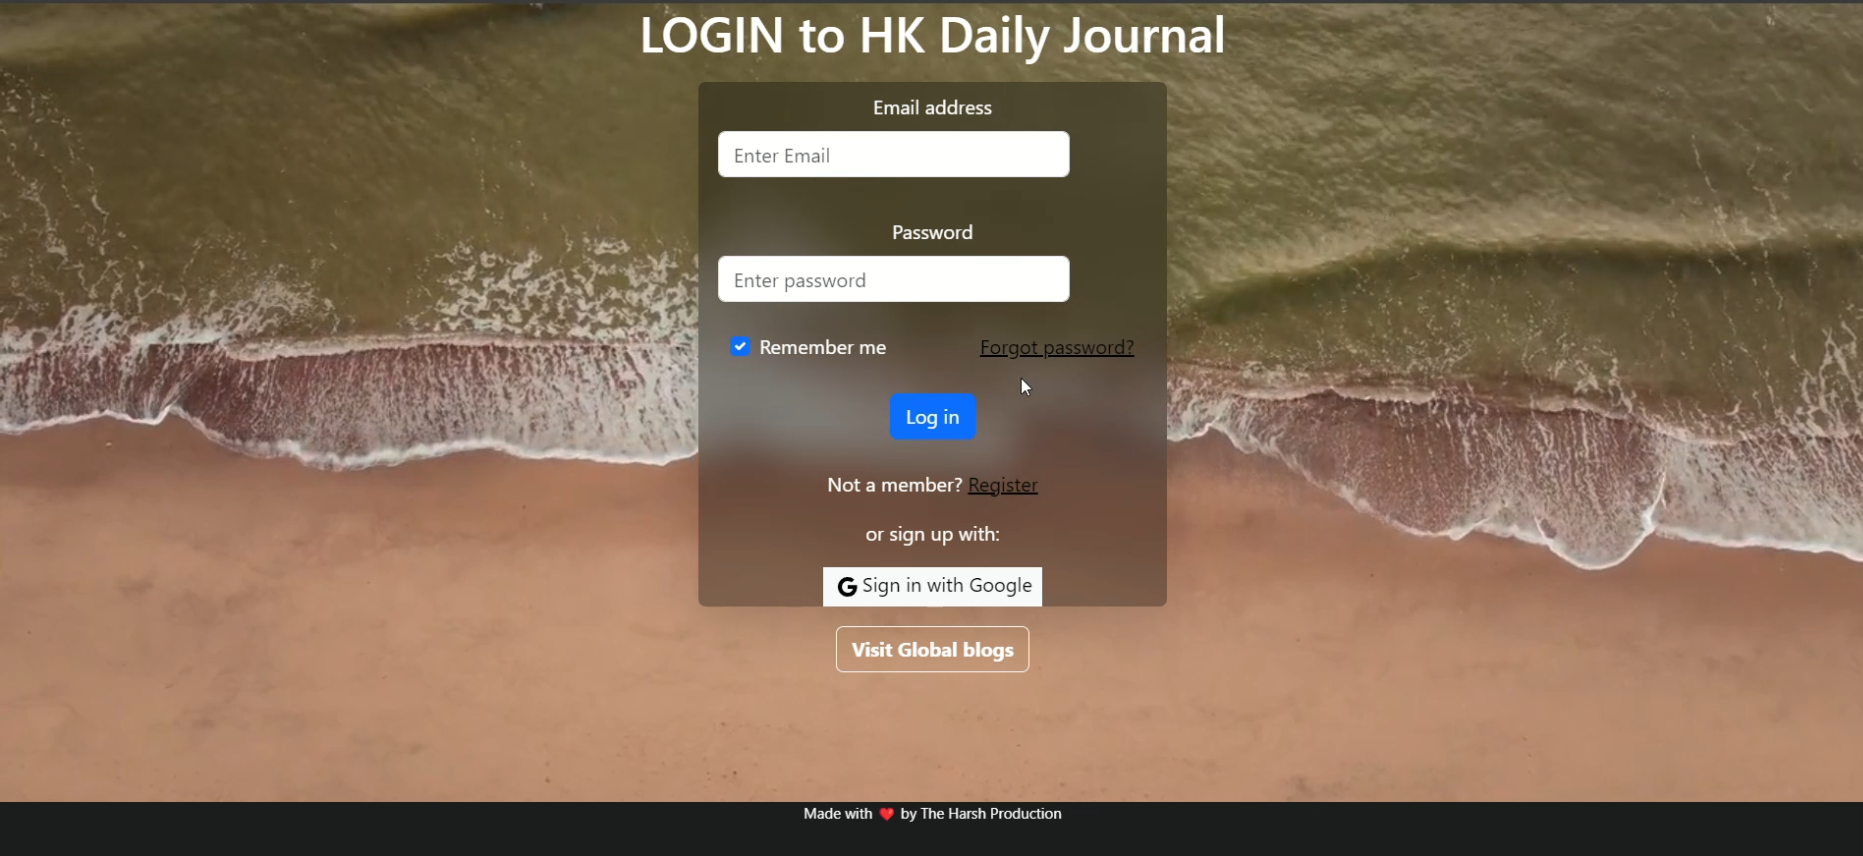 LOGIN to HK Daily Journal
Email address
Enter Email
Password
Enter password
Remember me
Forgot password?
Log in
Not a member? Register
or sign up with:
Sign in with Google
Visit Global blogs
Made with ❤️ by The Harsh Production